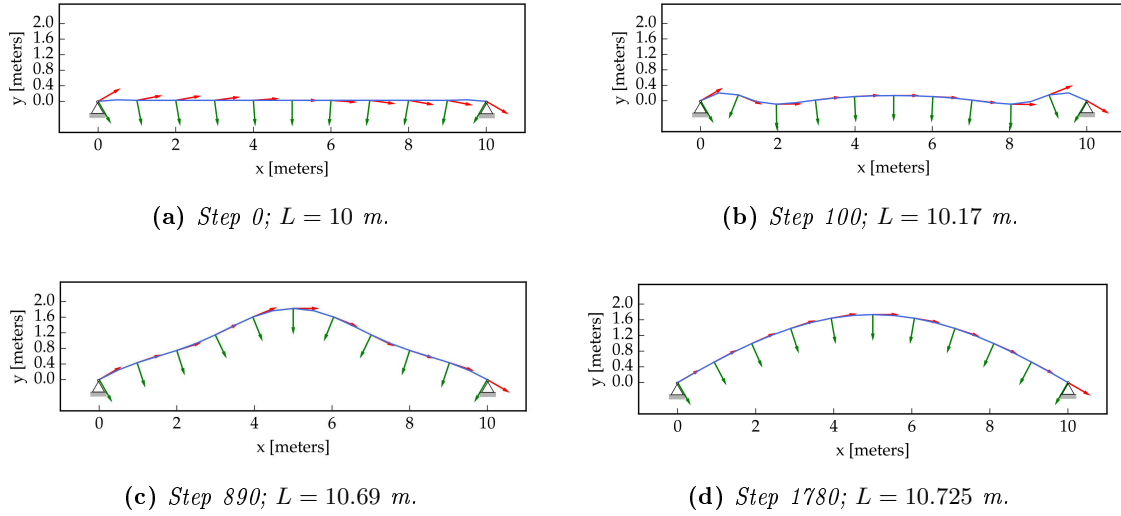 y [meters]
2.0
1.6
1.2
0.8
0.4
0.0
0 2 4 6 8 10
x [meters]
(a) Step 0; L = 10 m.
y [meters]
2.0
1.6
1.2
0.8
0.4
0.0
0 2 4 6 8 10
x [meters]
(b) Step 100; L = 10.17 m.
y [meters]
2.0
1.6
1.2
0.8
0.4
0.0
0 2 4 6 8 10
x [meters]
(c) Step 890; L = 10.69 m.
y [meters]
2.0
1.6
1.2
0.8
0.4
0.0
0 2 4 6 8 10
x [meters]
(d) Step 1780; L = 10.725 m.